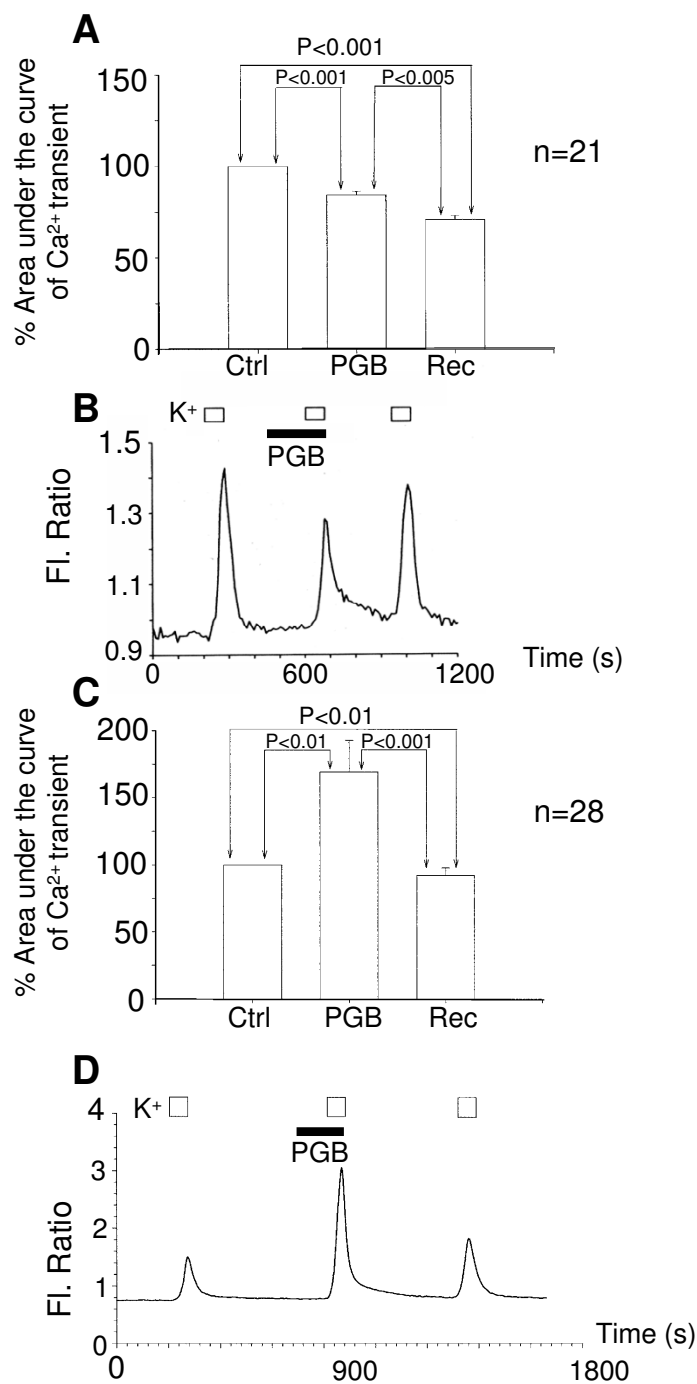 A
P<0.001
P<0.001 P<0.005
n=21
% Area under the curve
of Ca²⁺ transient
150
100
50
0
Ctrl PGB Rec
B
K⁺
PGB
Fl. Ratio
1.5
1.3
1.1
0.9
0 600 1200
Time (s)
C
P<0.01
P<0.01 P<0.001
n=28
% Area under the curve
of Ca²⁺ transient
200
150
100
50
0
Ctrl PGB Rec
D
K⁺
PGB
Fl. Ratio
4
3
2
1
0
0 900 1800
Time (s)